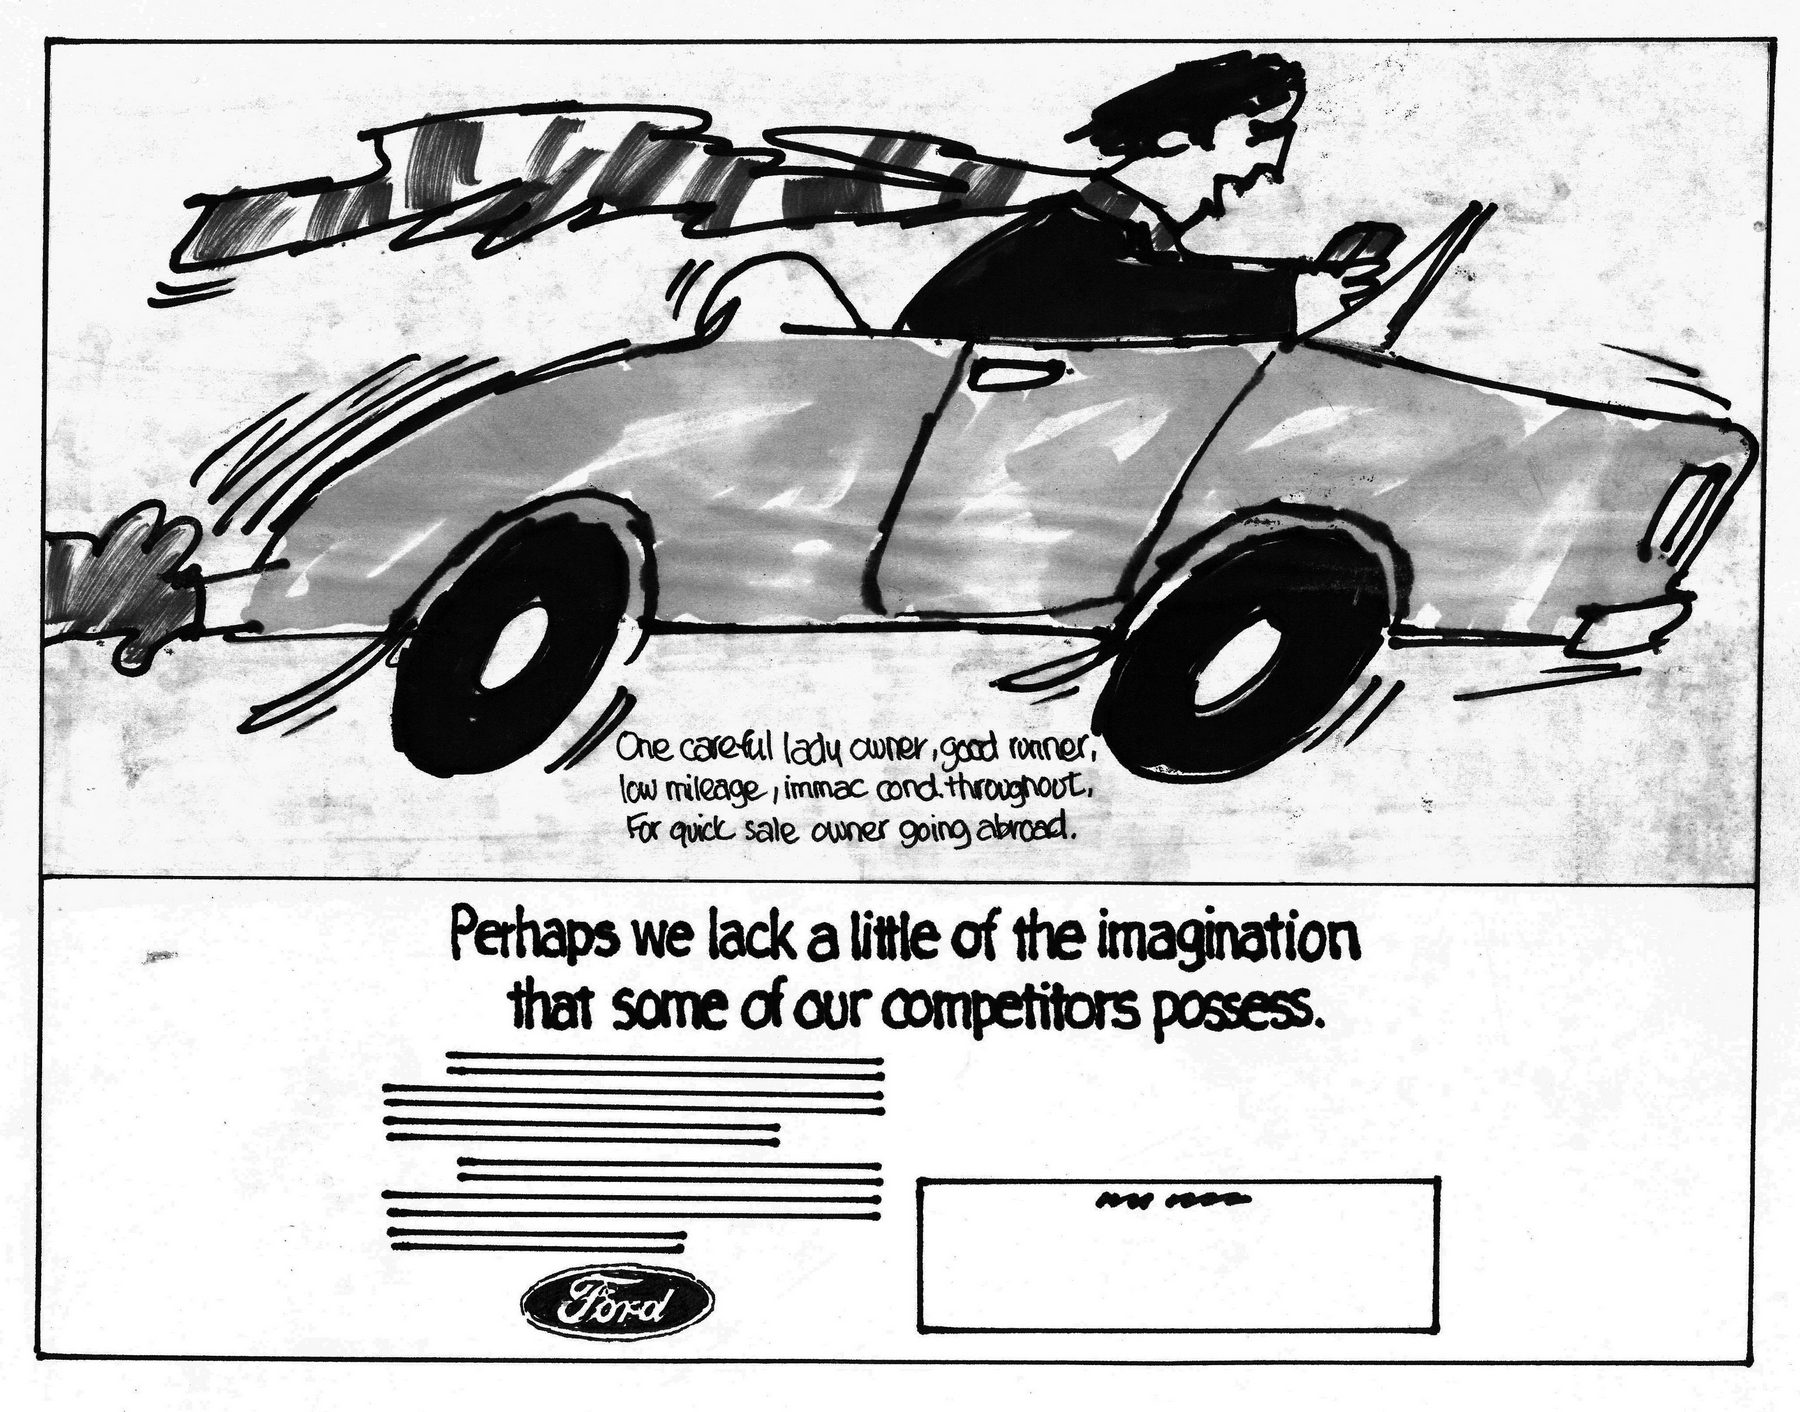 One careful lady owner, good runner,
low mileage, immac cond. throughout,
For quick sale owner going abroad.
Perhaps we lack a little of the imagination
that some of our competitors possess.
Ford